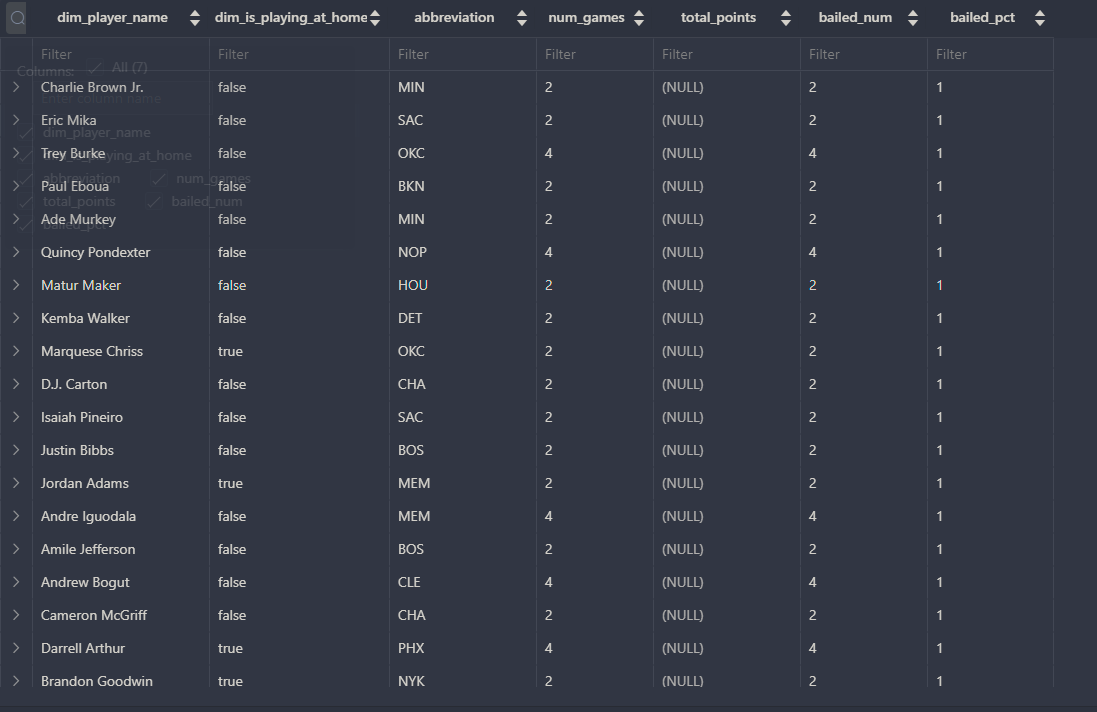 dim_player_name dim_is_playing_at_home abbreviation num_games total_points bailed_num bailed_pct
Filter Filter Filter Filter Filter Filter Filter
Columns: All (7)
Charlie Brown Jr. false MIN 2 (NULL) 2 1
Enter column name
Eric Mika false SAC 2 (NULL) 2 1
dim_player_name
Trey Burke false OKC 4 (NULL) 4 1
dim_is_playing_at_home
abbreviation num_games
Paul Eboua false BKN 2 (NULL) 2 1
total_points bailed_num
Ade Murkey false MIN 2 (NULL) 2 1
bailed_pct
Quincy Pondexter false NOP 4 (NULL) 4 1
Matur Maker false HOU 2 (NULL) 2 1
Kemba Walker false DET 2 (NULL) 2 1
Marquese Chriss true OKC 2 (NULL) 2 1
D.J. Carton false CHA 2 (NULL) 2 1
Isaiah Pineiro false SAC 2 (NULL) 2 1
Justin Bibbs false BOS 2 (NULL) 2 1
Jordan Adams true MEM 2 (NULL) 2 1
Andre Iguodala false MEM 4 (NULL) 4 1
Amile Jefferson false BOS 2 (NULL) 2 1
Andrew Bogut false CLE 4 (NULL) 4 1
Cameron McGriff false CHA 2 (NULL) 2 1
Darrell Arthur true PHX 4 (NULL) 4 1
Brandon Goodwin true NYK 2 (NULL) 2 1